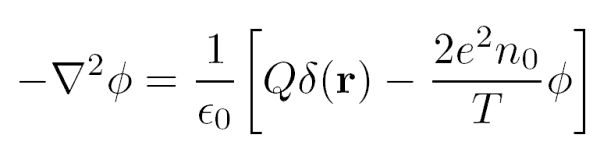 −∇²φ = 1/ϵ₀ [Qδ(𝐫) − 2e²n₀/T φ]